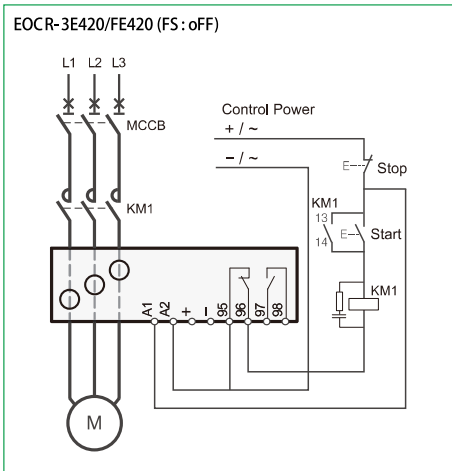 EOCR-3E420/FE420 (FS : oFF)
L1 L2 L3
Control Power
MCCB
+ / ~
- / ~
E Stop
KM1
KM1
13
14
E Start
KM1
A1
A2
+
-
95
96
97
98
M